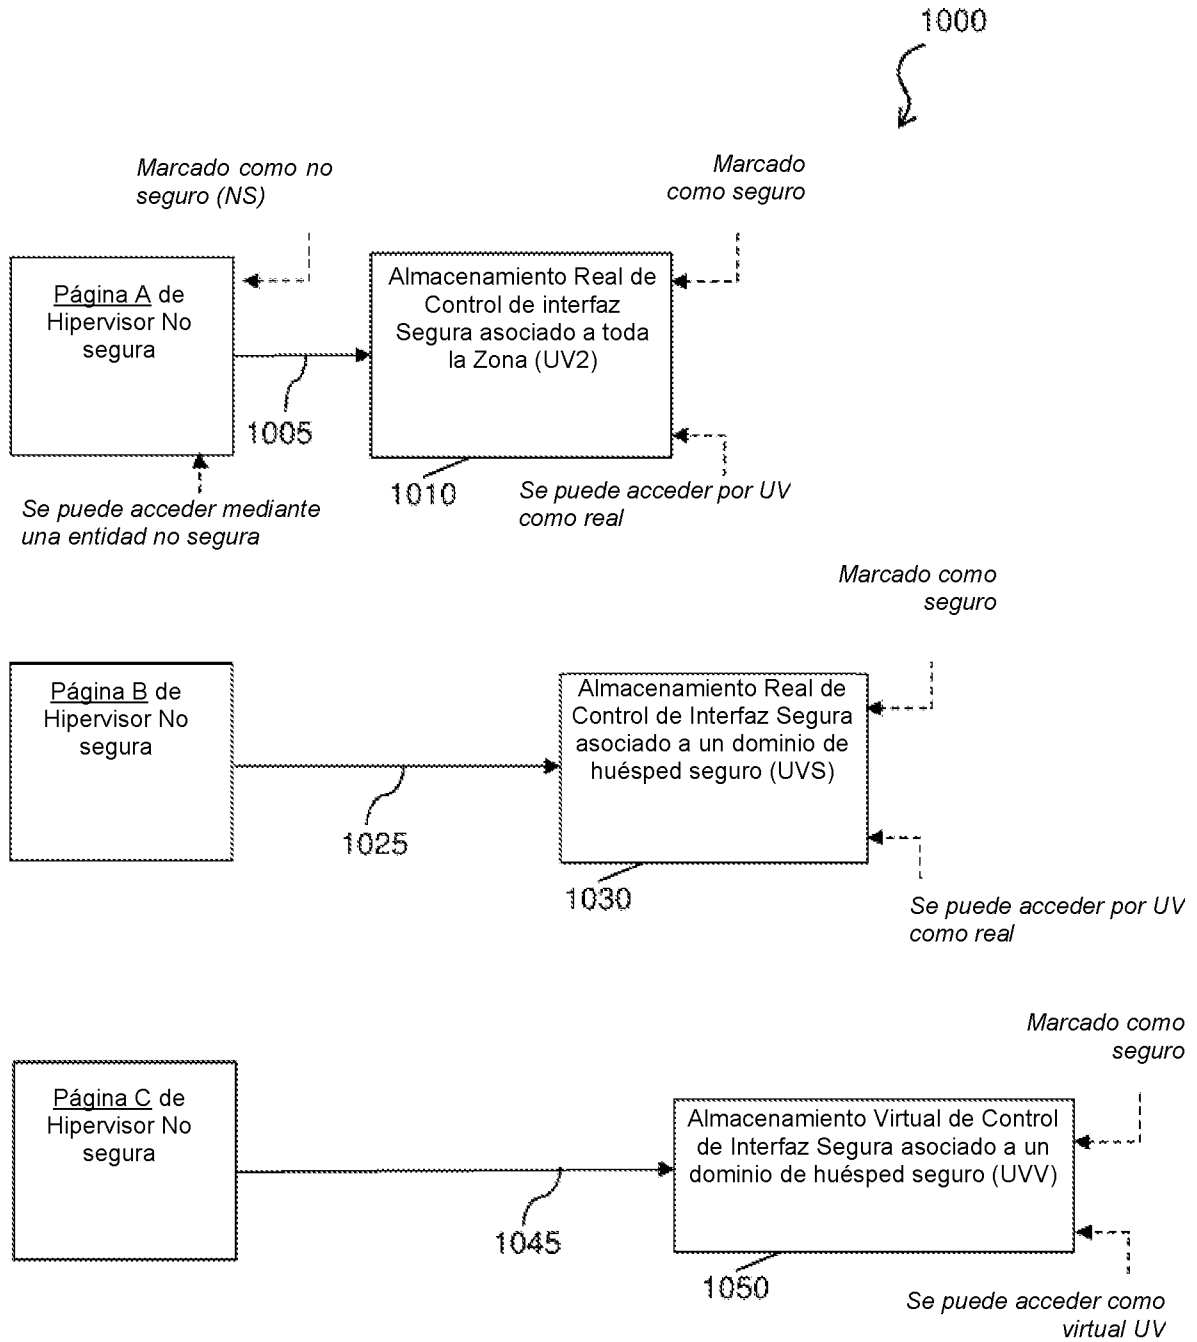 1000
Marcado como no
seguro (NS)
Marcado
como seguro
Página A de
Hipervisor No
segura
Almacenamiento Real de
Control de interfaz
Segura asociado a toda
la Zona (UV2)
1005
1010
Se puede acceder por UV
como real
Se puede acceder mediante
una entidad no segura
Marcado como
seguro
Página B de
Hipervisor No
segura
Almacenamiento Real de
Control de Interfaz Segura
asociado a un dominio de
huésped seguro (UVS)
1025
1030
Se puede acceder por UV
como real
Marcado como
seguro
Página C de
Hipervisor No
segura
Almacenamiento Virtual de Control
de Interfaz Segura asociado a un
dominio de huésped seguro (UVV)
1045
1050
Se puede acceder como
virtual UV